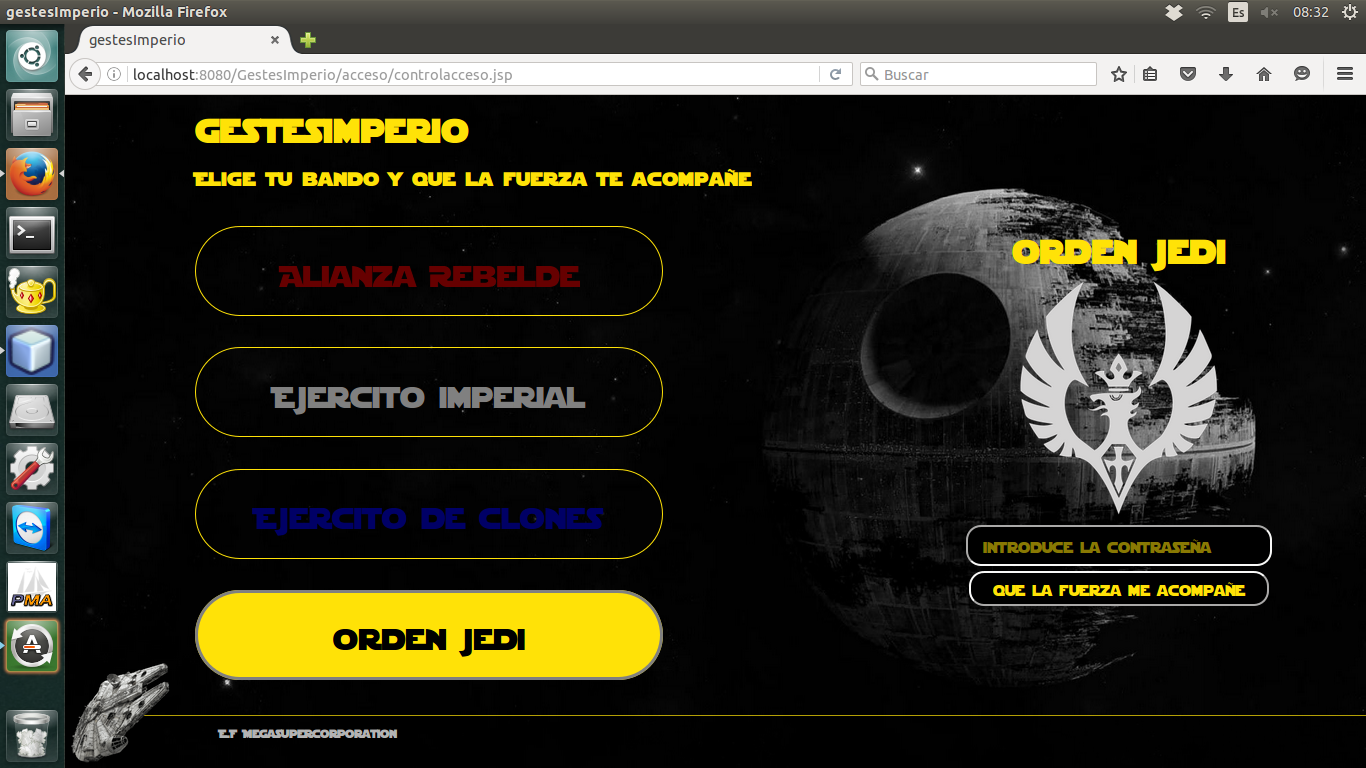 gestesImperio - Mozilla Firefox
Es
08:32
gestesImperio
localhost:8080/GestesImperio/acceso/controlacceso.jsp
Buscar
GESTESIMPERIO
Elige tu bando y que la fuerza te acompañe
Alianza Rebelde
Ejercito Imperial
Ejercito de Clones
Orden Jedi
Orden Jedi
Introduce la contraseña
Que la fuerza me acompañe
PMA
E.F Megasupercorporation